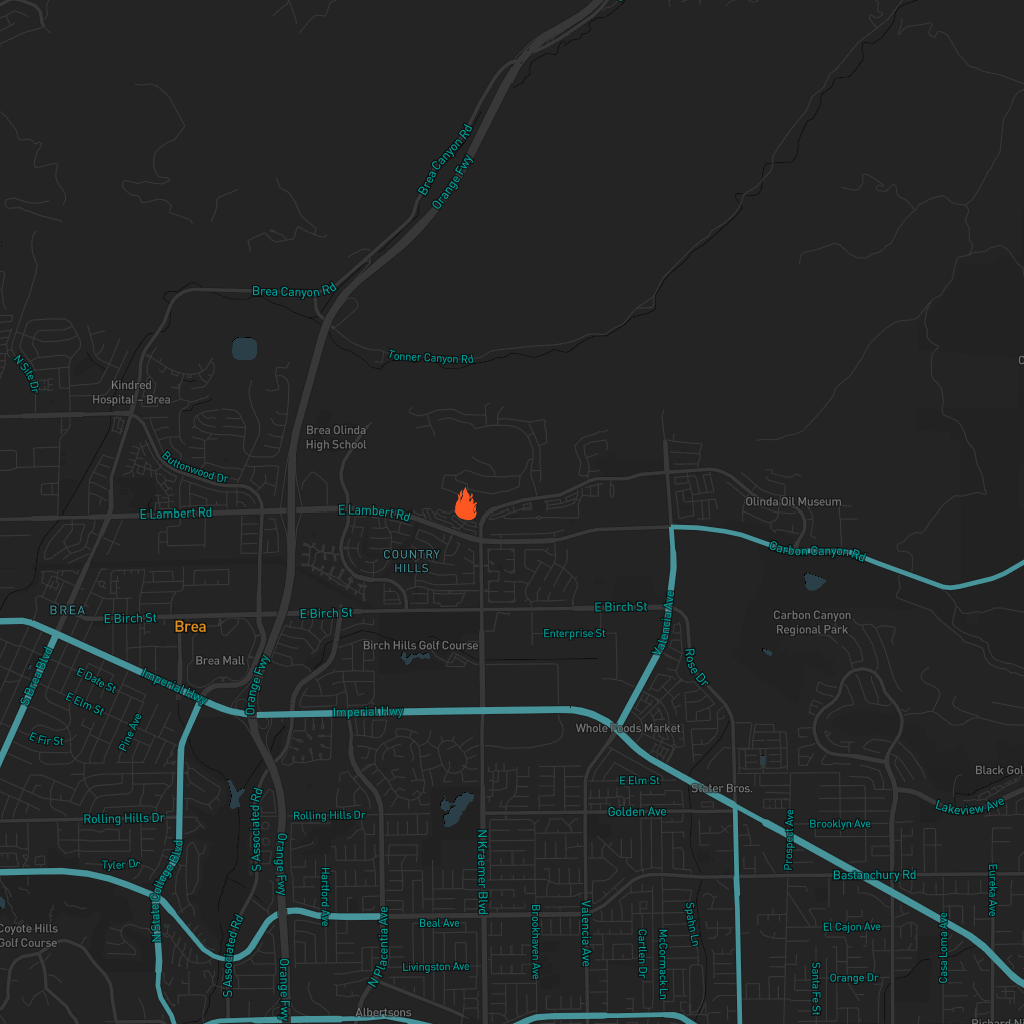 Brea Canyon Rd
Orange Fwy
Brea Canyon Rd
Tonner Canyon Rd
N Site Dr
Kindred
Hospital – Brea
Brea Olinda
High School
Buttonwood Dr
E Lambert Rd
E Lambert Rd
Olinda Oil Museum
Carbon Canyon Rd
COUNTRY
HILLS
BREA
E Birch St
Brea
E Birch St
E Birch St
Valencia Ave
Carbon Canyon
Regional Park
Enterprise St
Birch Hills Golf Course
Brea Mall
S Brea Blvd
E Date St
E Elm St
Imperial Hwy
Orange Fwy
Rose Dr
Pine Ave
E Fir St
Imperial Hwy
Whole Foods Market
E Elm St
Stater Bros.
Black Gol
Lakeview Ave
Rolling Hills Dr
S Associated Rd
Rolling Hills Dr
Golden Ave
Prospect Ave
Brooklyn Ave
Tyler Dr
N State College Blvd
Orange Fwy
Hartford Ave
N Kraemer Blvd
Bastanchury Rd
Eureka Ave
Coyote Hills
Golf Course
S Associated Rd
N Placentia Ave
Beal Ave
Brookhaven Ave
Valencia Ave
Cartlen Dr
McCormack Ln
Spahn Ln
El Cajon Ave
Casa Loma Ave
Livingston Ave
Orange Fwy
Santa Fe St
Orange Dr
Albertsons
Richard N